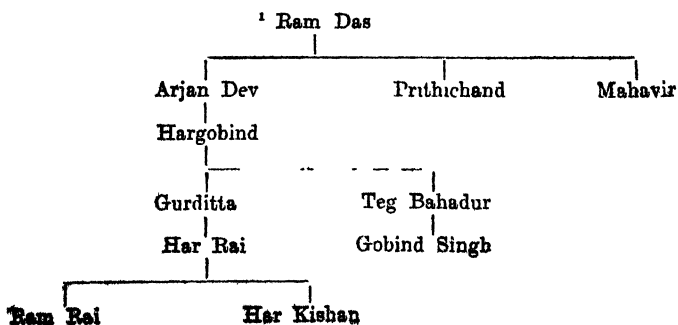 ¹ Ram Das
Arjan Dev Prithichand Mahavir
Hargobind
Gurditta Teg Bahadur
Har Rai Gobind Singh
Ram Rai Har Kishan